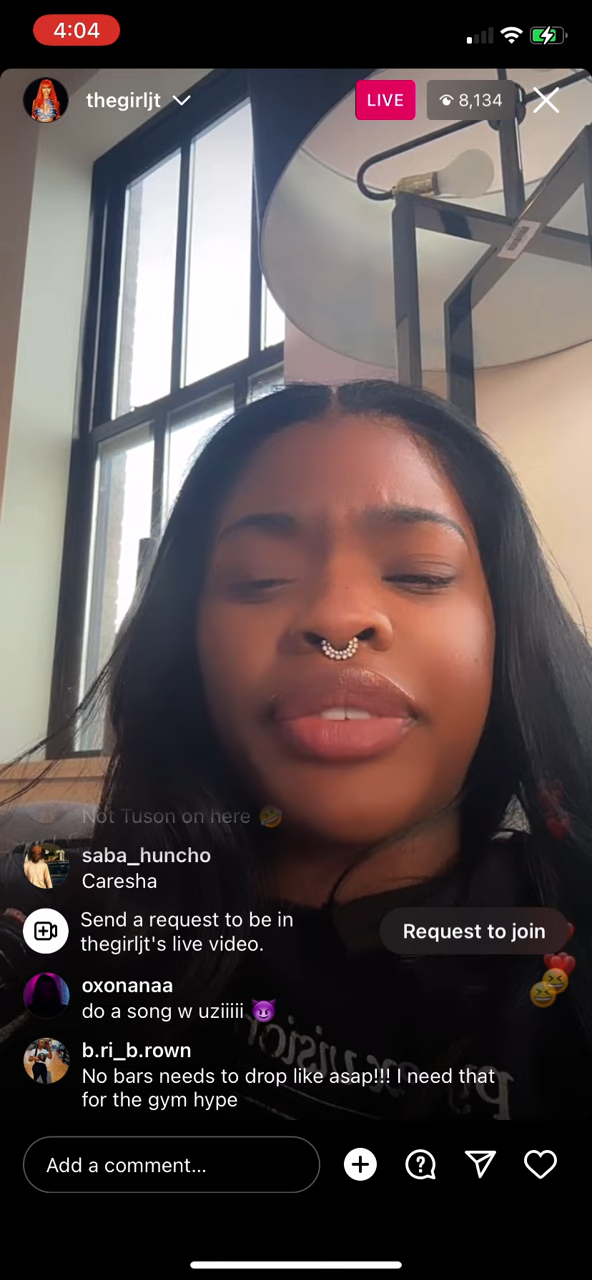 4:04
thegirljt
LIVE
8,134
Not Tuson on here 🤣
saba_huncho
Caresha
Send a request to be in
thegirljt's live video.
Request to join
oxonanaa
do a song w uziiiii 😈
b.ri_b.rown
No bars needs to drop like asap!!! I need that
for the gym hype
Add a comment...